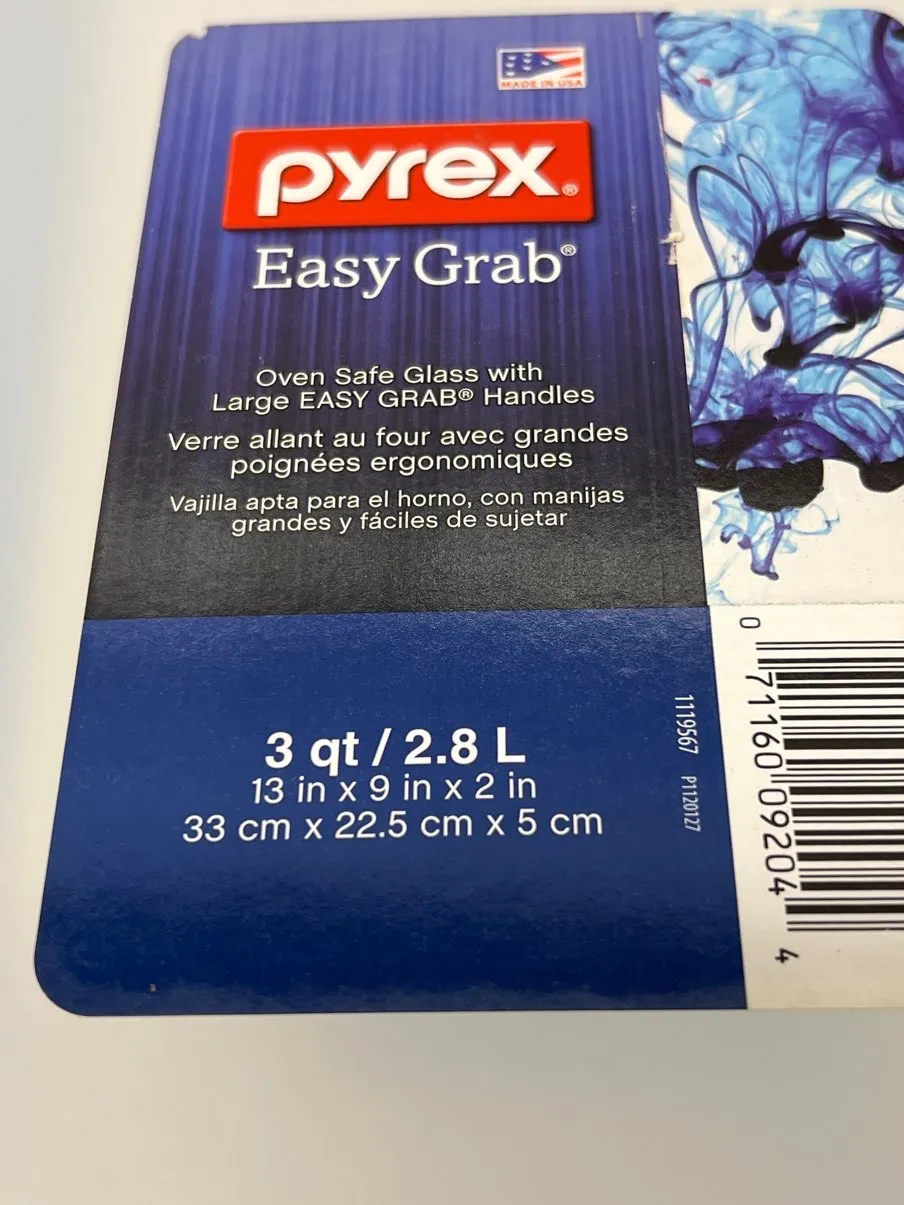 MADE IN USA
pyrex®
Easy Grab®
Oven Safe Glass with
Large EASY GRAB® Handles
Verre allant au four avec grandes
poignées ergonomiques
Vajilla apta para el horno, con manijas
grandes y fáciles de sujetar
3 qt / 2.8 L
13 in x 9 in x 2 in
33 cm x 22.5 cm x 5 cm
1119567 P1120127
0 71160 09204 4